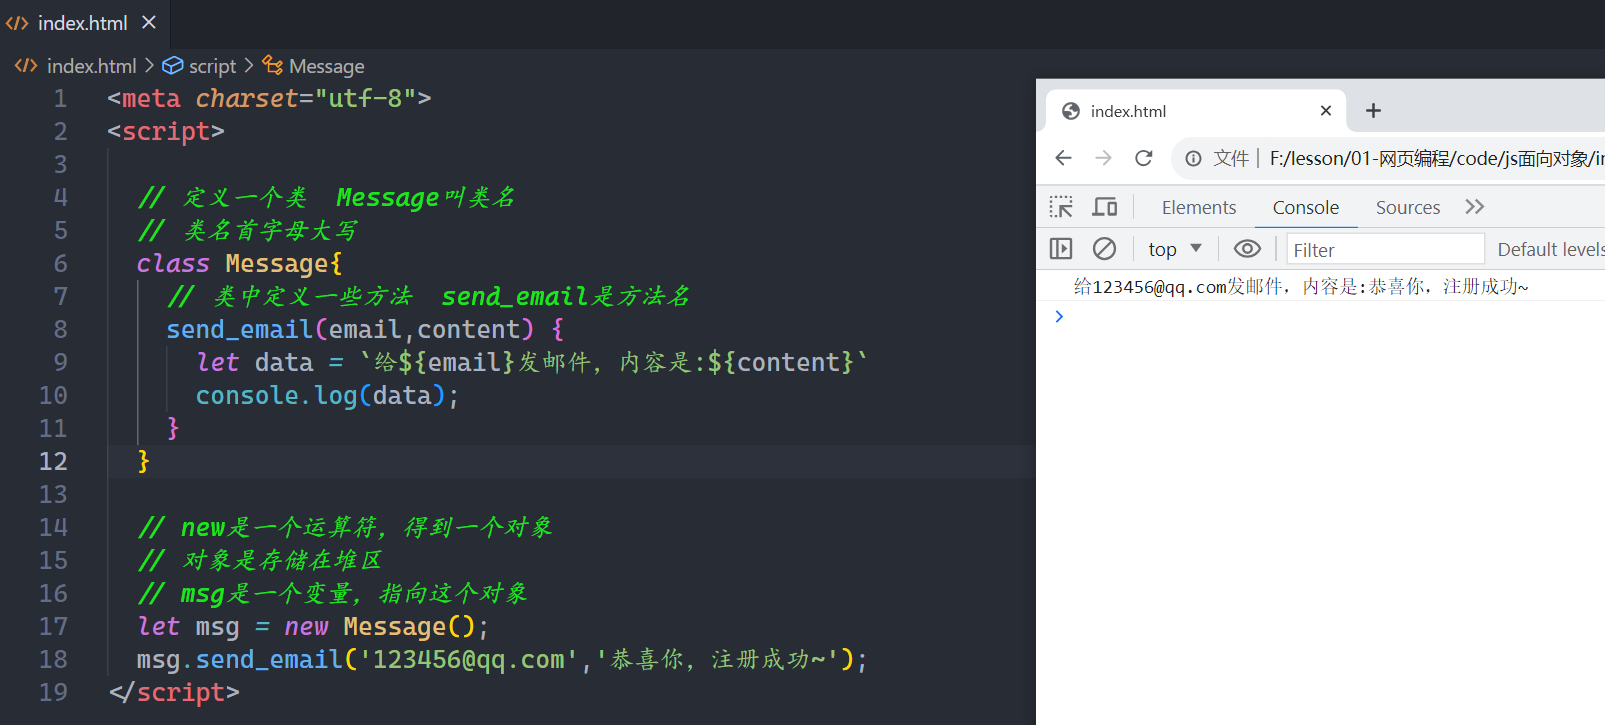 index.html
index.html > script > Message
1 <meta charset="utf-8">
2 <script>
3
4 // 定义一个类  Message叫类名
5 // 类名首字母大写
6 class Message{
7 // 类中定义一些方法  send_email是方法名
8 send_email(email,content) {
9 let data = `给${email}发邮件，内容是:${content}`
10 console.log(data);
11 }
12 }
13
14 // new是一个运算符，得到一个对象
15 // 对象是存储在堆区
16 // msg是一个变量，指向这个对象
17 let msg = new Message();
18 msg.send_email('123456@qq.com','恭喜你，注册成功~');
19 </script>
index.html
文件 F:/lesson/01-网页编程/code/js面向对象/in
Elements Console Sources
top Filter Default levels
给123456@qq.com发邮件，内容是:恭喜你，注册成功~